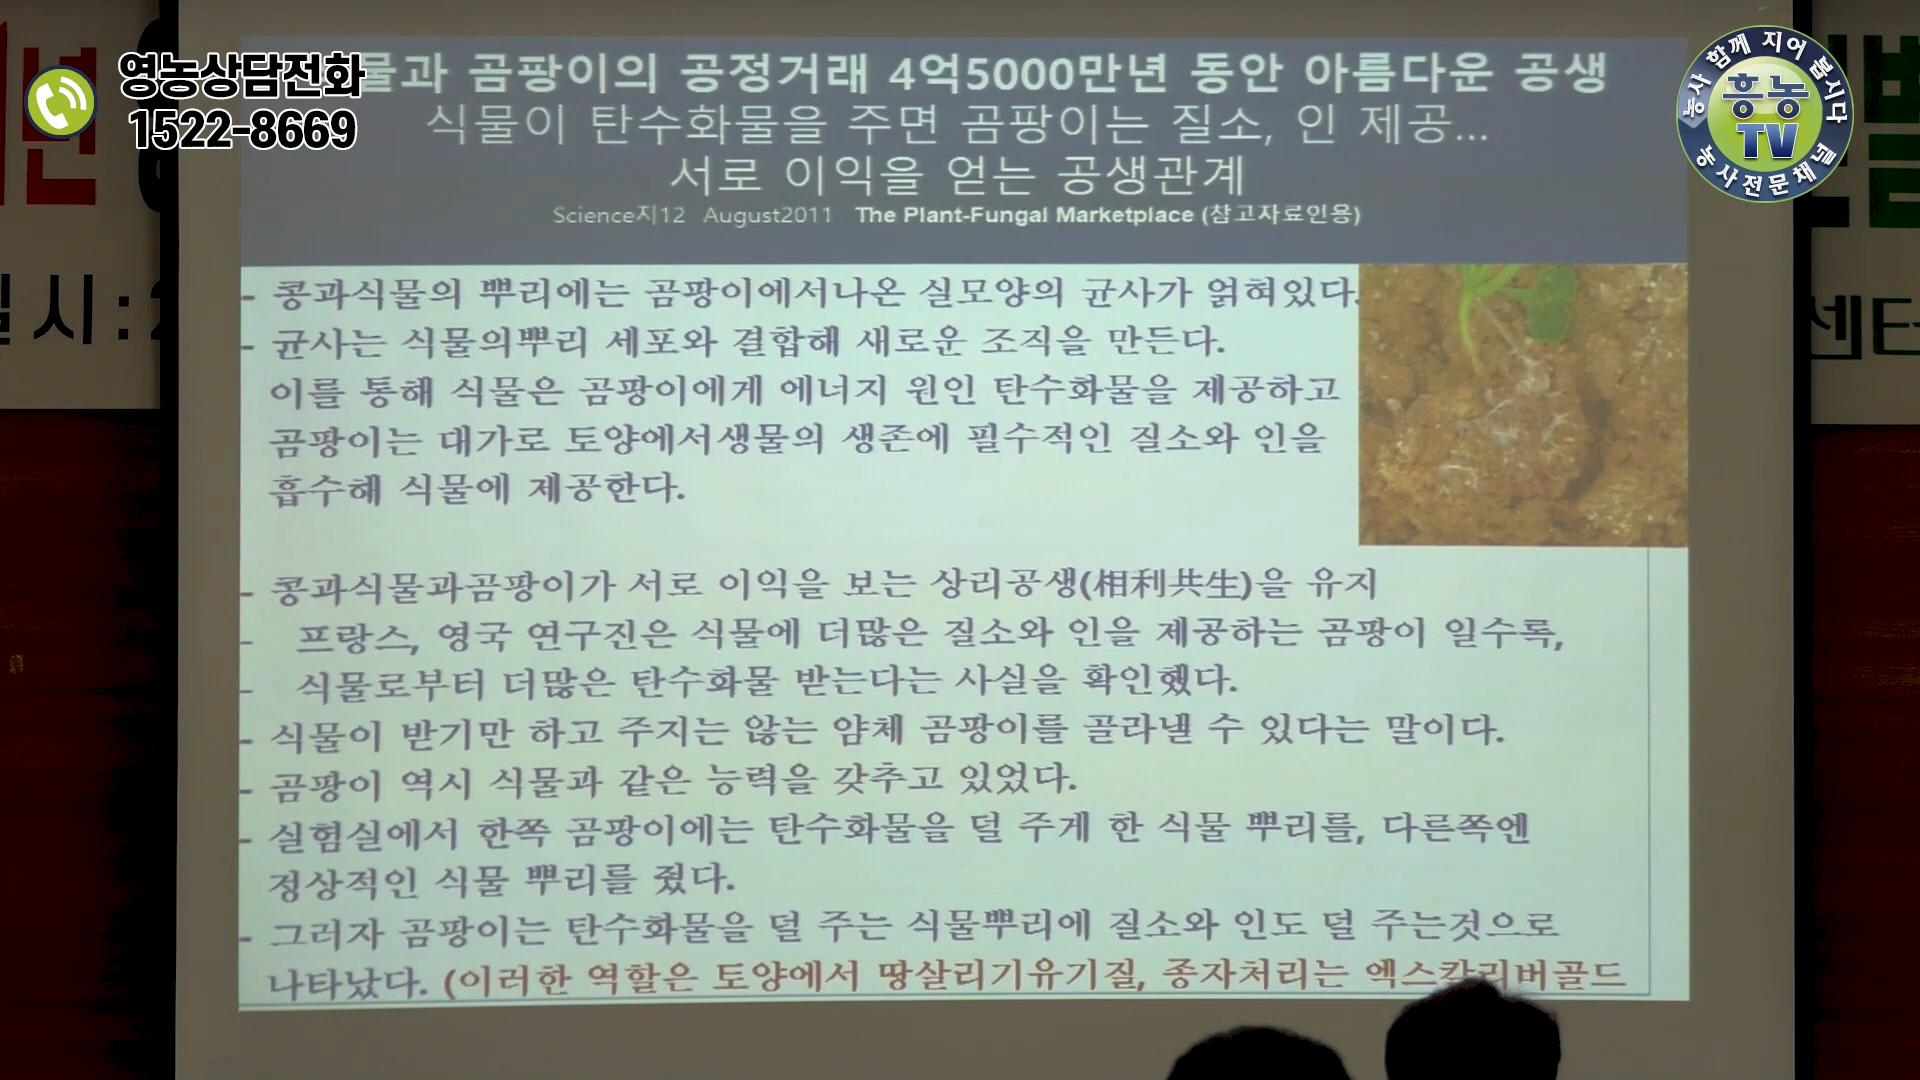 영농상담전화
1522-8669
농사 함께 지어 봅시다
흥농
TV
농사전문채널
물과 곰팡이의 공정거래 4억5000만년 동안 아름다운 공생
식물이 탄수화물을 주면 곰팡이는 질소, 인 제공...
서로 이익을 얻는 공생관계
Science지12 August2011 The Plant-Fungal Marketplace (참고자료인용)
- 콩과식물의 뿌리에는 곰팡이에서나온 실모양의 균사가 얽혀있다.
- 균사는 식물의뿌리 세포와 결합해 새로운 조직을 만든다.
이를 통해 식물은 곰팡이에게 에너지 원인 탄수화물을 제공하고
곰팡이는 대가로 토양에서생물의 생존에 필수적인 질소와 인을
흡수해 식물에 제공한다.
- 콩과식물과곰팡이가 서로 이익을 보는 상리공생(相利共生)을 유지
- 프랑스, 영국 연구진은 식물에 더많은 질소와 인을 제공하는 곰팡이 일수록,
- 식물로부터 더많은 탄수화물 받는다는 사실을 확인했다.
- 식물이 받기만 하고 주지는 않는 얌체 곰팡이를 골라낼 수 있다는 말이다.
- 곰팡이 역시 식물과 같은 능력을 갖추고 있었다.
- 실험실에서 한쪽 곰팡이에는 탄수화물을 덜 주게 한 식물 뿌리를, 다른쪽엔
정상적인 식물 뿌리를 줬다.
- 그러자 곰팡이는 탄수화물을 덜 주는 식물뿌리에 질소와 인도 덜 주는것으로
나타났다. (이러한 역할은 토양에서 땅살리기유기질, 종자처리는 엑스칼리버골드
년
일시:
센터